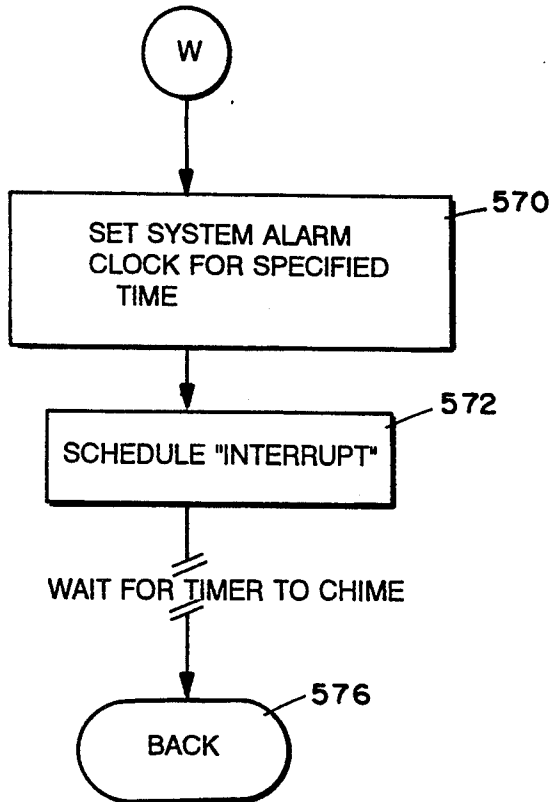 W
570
SET SYSTEM ALARM
CLOCK FOR SPECIFIED
TIME
572
SCHEDULE "INTERRUPT"
WAIT FOR TIMER TO CHIME
576
BACK